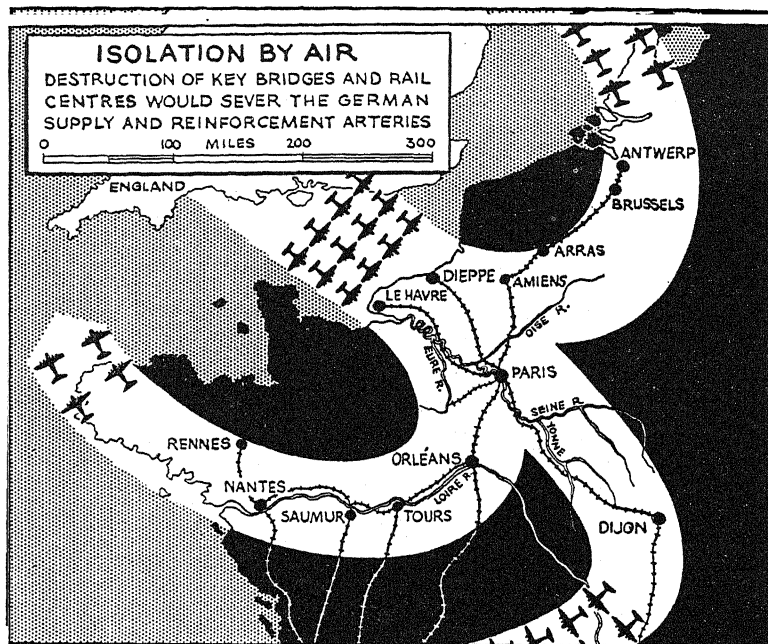 ISOLATION BY AIR
DESTRUCTION OF KEY BRIDGES AND RAIL
CENTRES WOULD SEVER THE GERMAN
SUPPLY AND REINFORCEMENT ARTERIES
0 100 MILES 200 300
ENGLAND
ANTWERP
BRUSSELS
ARRAS
DIEPPE
AMIENS
LE HAVRE
OISE R.
EURE R.
PARIS
SEINE R.
YONNE
RENNES
ORLÉANS
NANTES
LOIRE R.
SAUMUR
TOURS
DIJON